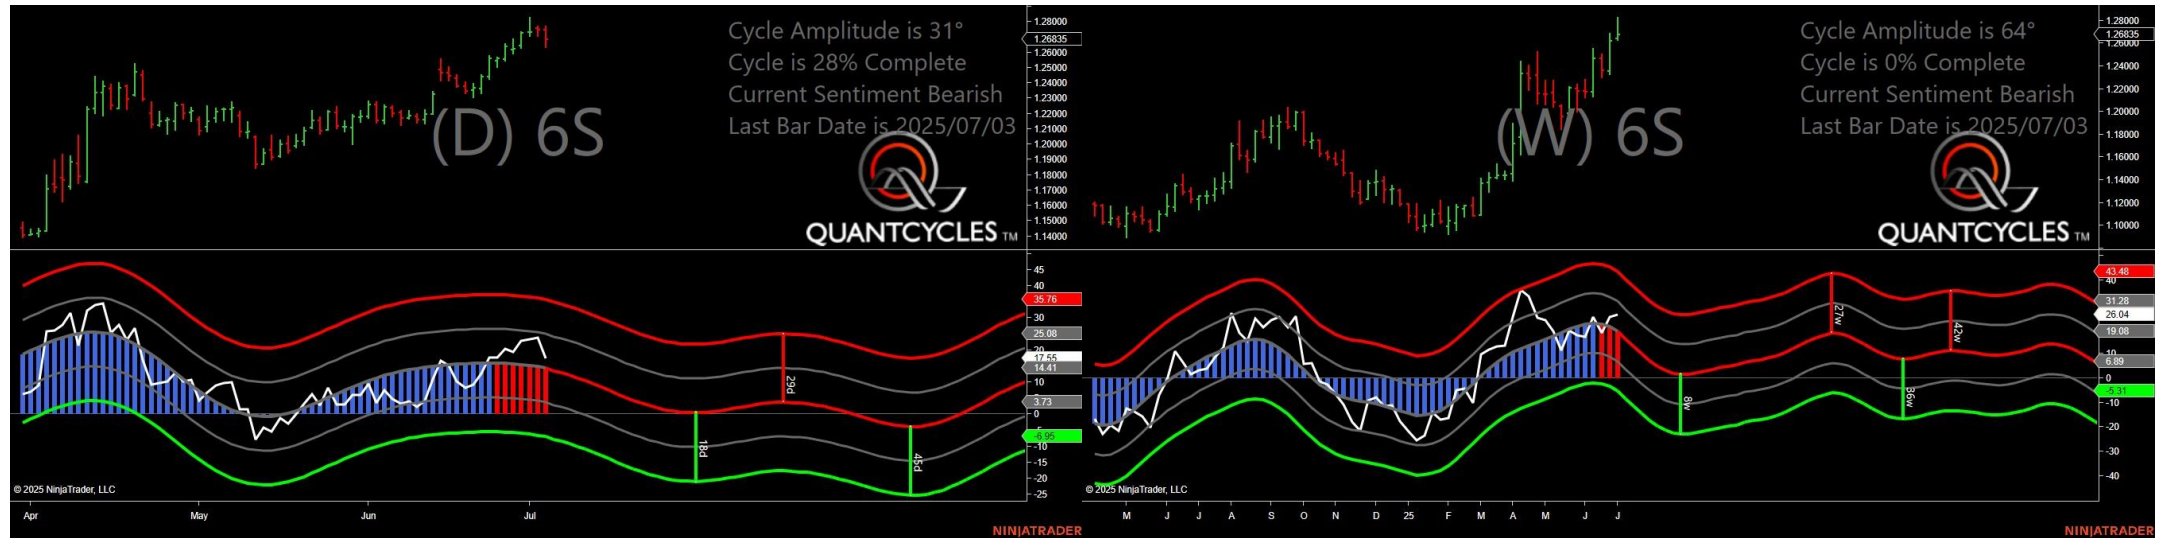 Cycle Amplitude is 31°
Cycle is 28% Complete
Current Sentiment Bearish
Last Bar Date is 2025/07/03
(D) 6S
QUANTCYCLES TM
1.28000
1.26835
1.26000
1.25000
1.24000
1.23000
1.22000
1.21000
1.20000
1.19000
1.18000
1.17000
1.16000
1.15000
1.14000
45
40
35.76
30
25.08
20
17.55
14.41
10
3.73
0
-5
-6.95
-10
-15
-20
-25
18d
29d
45d
© 2025 NinjaTrader, LLC
Apr May Jun Jul
NINJATRADER
Cycle Amplitude is 64°
Cycle is 0% Complete
Current Sentiment Bearish
Last Bar Date is 2025/07/03
(W) 6S
QUANTCYCLES TM
1.28000
1.26835
1.26000
1.24000
1.22000
1.20000
1.18000
1.16000
1.14000
1.12000
1.10000
43.48
40
31.28
26.04
19.08
10
6.89
0
-5.31
-10
-20
-30
-40
8w
27w
36w
42w
© 2025 NinjaTrader, LLC
M J J A S O N D 25 F M A M J J
NINJATRADER